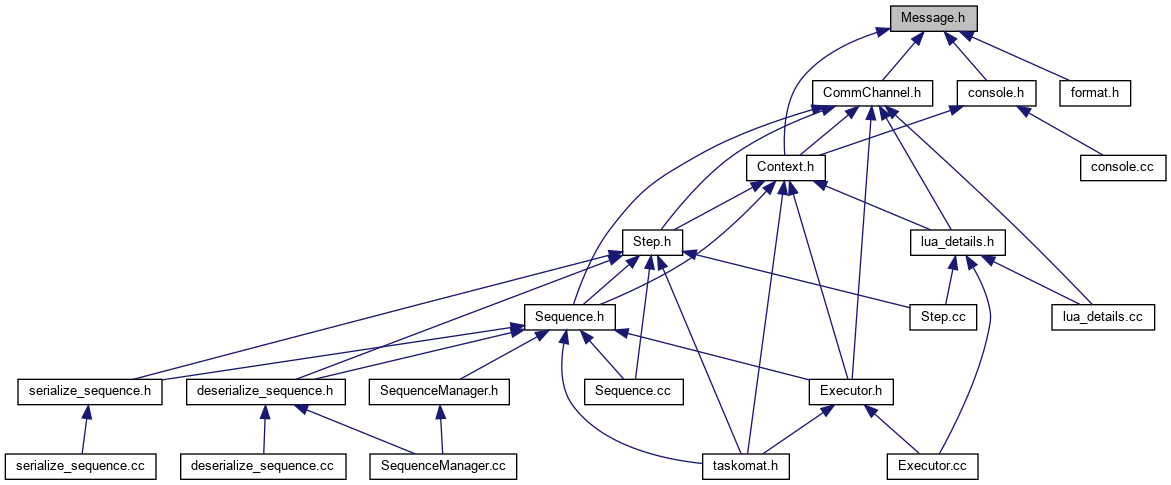 Message.h
CommChannel.h
console.h
format.h
Context.h
console.cc
Step.h
lua_details.h
Sequence.h
Step.cc
lua_details.cc
serialize_sequence.h
deserialize_sequence.h
SequenceManager.h
Sequence.cc
Executor.h
serialize_sequence.cc
deserialize_sequence.cc
SequenceManager.cc
taskomat.h
Executor.cc